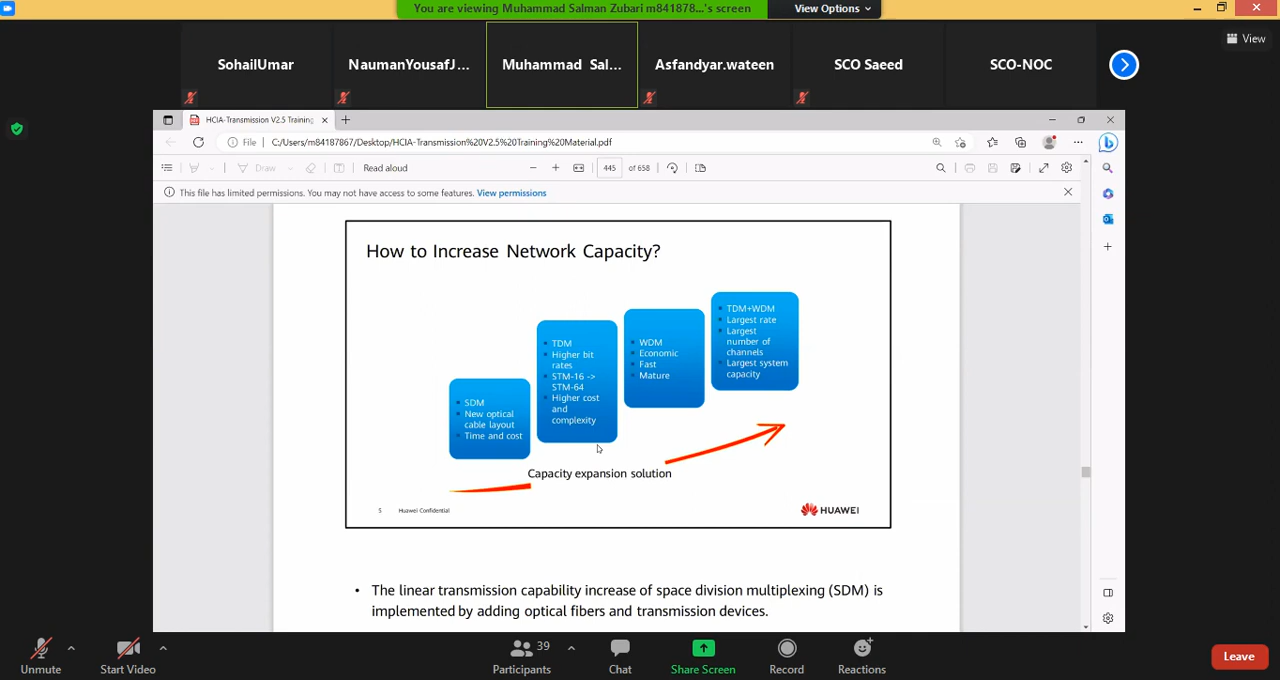 You are viewing Muhammad Salman Zubari m841878...'s screen
View Options
View
SohailUmar
NaumanYousafJ...
Muhammad Sal...
Asfandyar.wateen
SCO Saeed
SCO-NOC
HCIA-Transmission V2.5 Trainin
File
C:/Users/m84187867/Desktop/HCIA-Transmission%20V2.5%20Training%20Material.pdf
Draw
Read aloud
445
of 658
This file has limited permissions. You may not have access to some features. View permissions
How to Increase Network Capacity?
SDM
New optical
cable layout
Time and cost
TDM
Higher bit
rates
STM-16 ->
STM-64
Higher cost
and
complexity
WDM
Economic
Fast
Mature
TDM+WDM
Largest rate
Largest
number of
channels
Largest system
capacity
Capacity expansion solution
5 Huawei Confidential
HUAWEI
• The linear transmission capability increase of space division multiplexing (SDM) is
implemented by adding optical fibers and transmission devices.
Unmute
Start Video
39
Participants
Chat
Share Screen
Record
Reactions
Leave